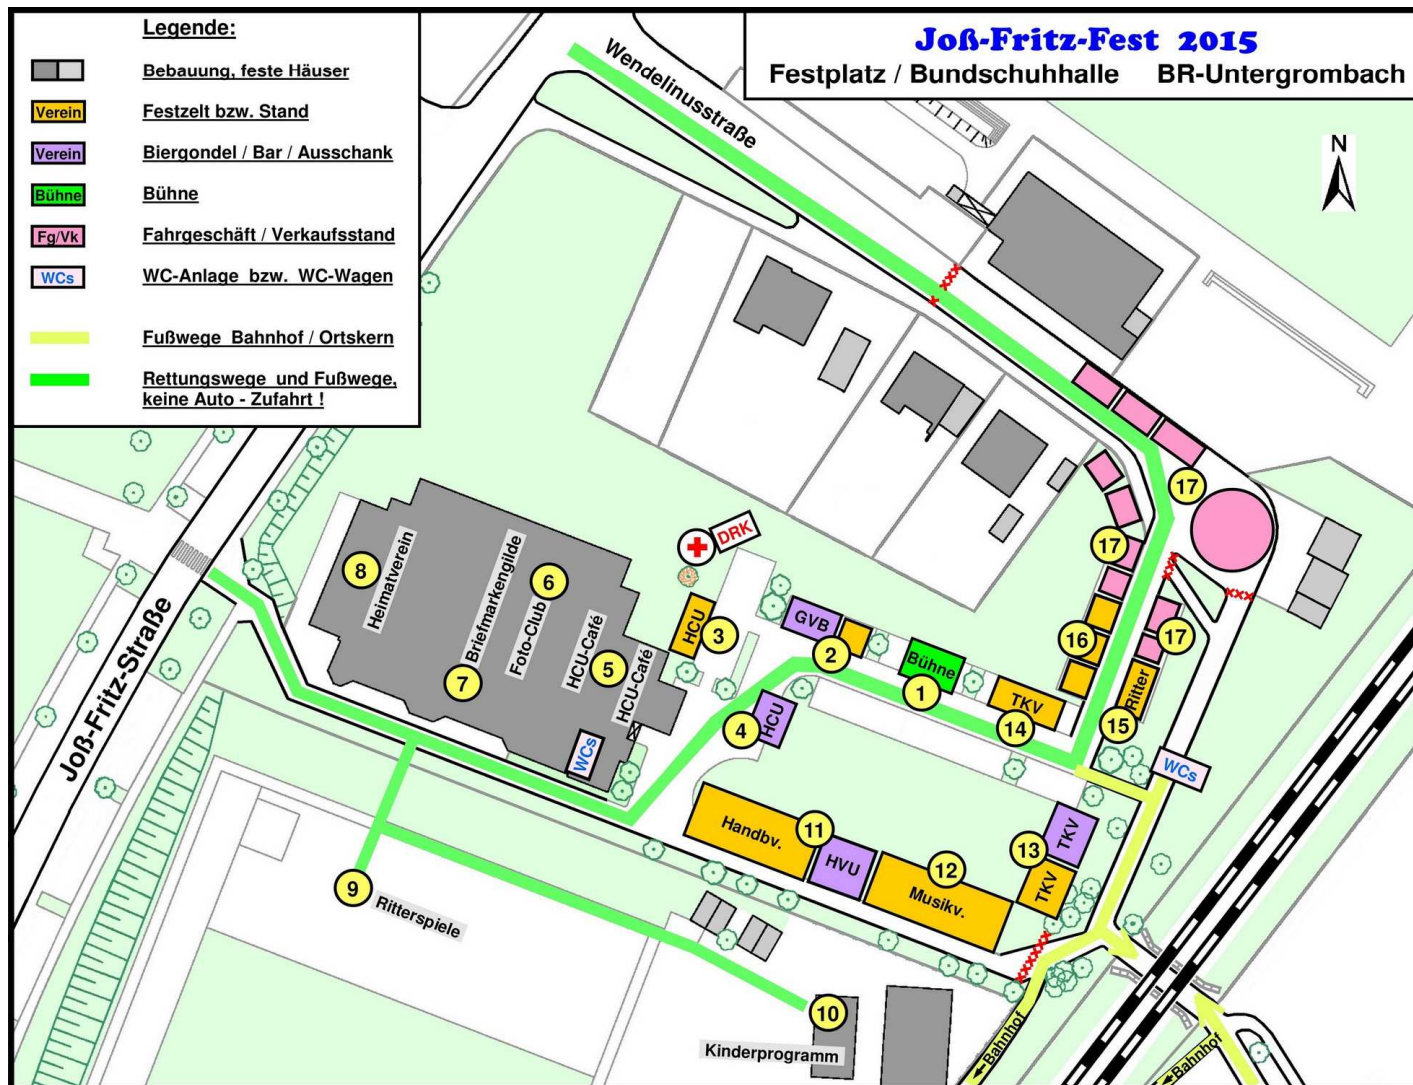 Legende:
Bebauung, feste Häuser
Verein
Festzelt bzw. Stand
Verein
Biergondel / Bar / Ausschank
Bühne
Bühne
Fg/Vk
Fahrgeschäft / Verkaufsstand
WCs
WC-Anlage bzw. WC-Wagen
Fußwege Bahnhof / Ortskern
Rettungswege und Fußwege,
keine Auto - Zufahrt !
Joß-Fritz-Fest 2015
Festplatz / Bundschuhhalle BR-Untergrombach
N
Wendelinusstraße
Joß-Fritz-Straße
17
17
17
16
Ritter
15
WCs
DRK
HCU
3
GVB
2
Bühne
1
TKV
14
8
Heimatverein
Briefmarkengilde
7
6
Foto-Club
HCU-Café
5
HCU-Café
WCs
4
HCU
Handbv.
11
HVU
12
Musikv.
13
TKV
TKV
9
Ritterspiele
10
Kinderprogramm
Bahnhof
Bahnhof